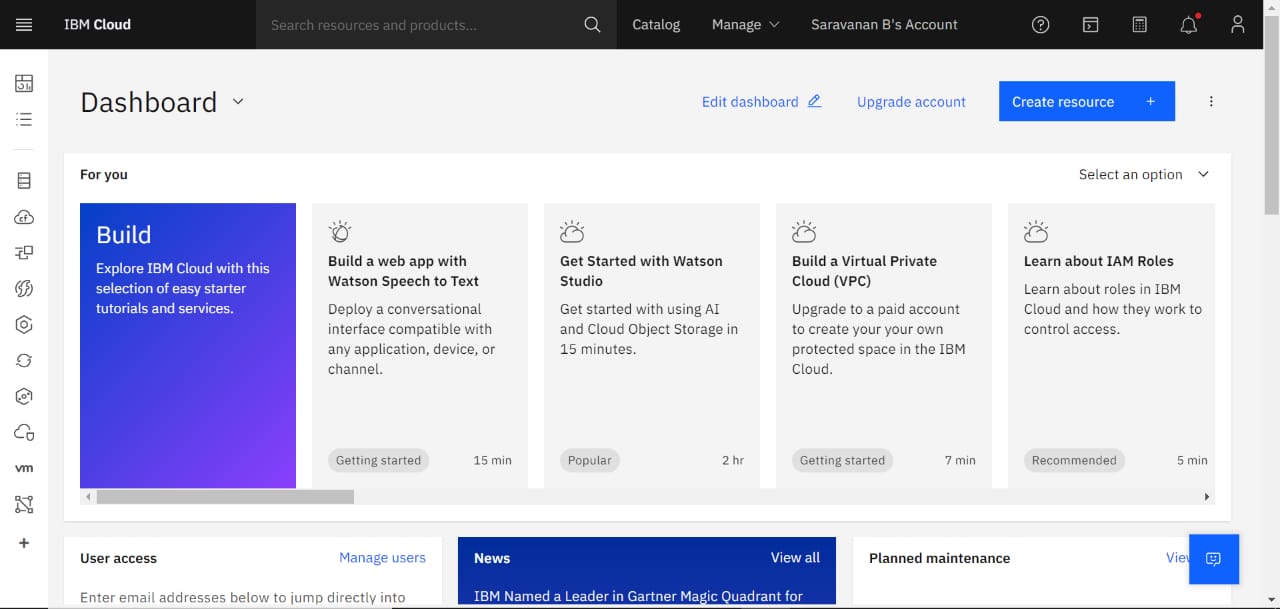 IBM Cloud
Search resources and products...
Catalog
Manage
Saravanan B's Account
Dashboard
Edit dashboard
Upgrade account
Create resource +
For you
Select an option
Build
Explore IBM Cloud with this
selection of easy starter
tutorials and services.
Build a web app with
Watson Speech to Text
Deploy a conversational
interface compatible with
any application, device, or
channel.
Getting started
15 min
Get Started with Watson
Studio
Get started with using AI
and Cloud Object Storage in
15 minutes.
Popular
2 hr
Build a Virtual Private
Cloud (VPC)
Upgrade to a paid account
to create your your own
protected space in the IBM
Cloud.
Getting started
7 min
Learn about IAM Roles
Learn about roles in IBM
Cloud and how they work to
control access.
Recommended
5 min
cf
vm
User access
Manage users
Enter email addresses below to jump directly into
News
View all
IBM Named a Leader in Gartner Magic Quadrant for
Planned maintenance